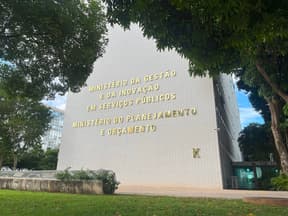 MINISTÉRIO DA GESTÃO
E DA INOVAÇÃO
EM SERVIÇOS PÚBLICOS
MINISTÉRIO DO PLANEJAMENTO
E ORÇAMENTO